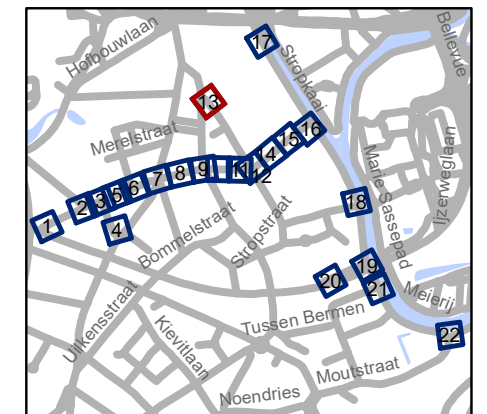 Hofbouwlaan
Bellevue
17
Stropkaai
13
Merelstraat
16
15
14
IJzerweglaan
Marie Sassepad
12
11
9
8
7
6
5
3
2
1
4
18
Bommelstraat
Stropstraat
19
20
21
Meierij
Uilkensstraat
Tussen Bermen
22
Kievitlaan
Moutstraat
Noendries